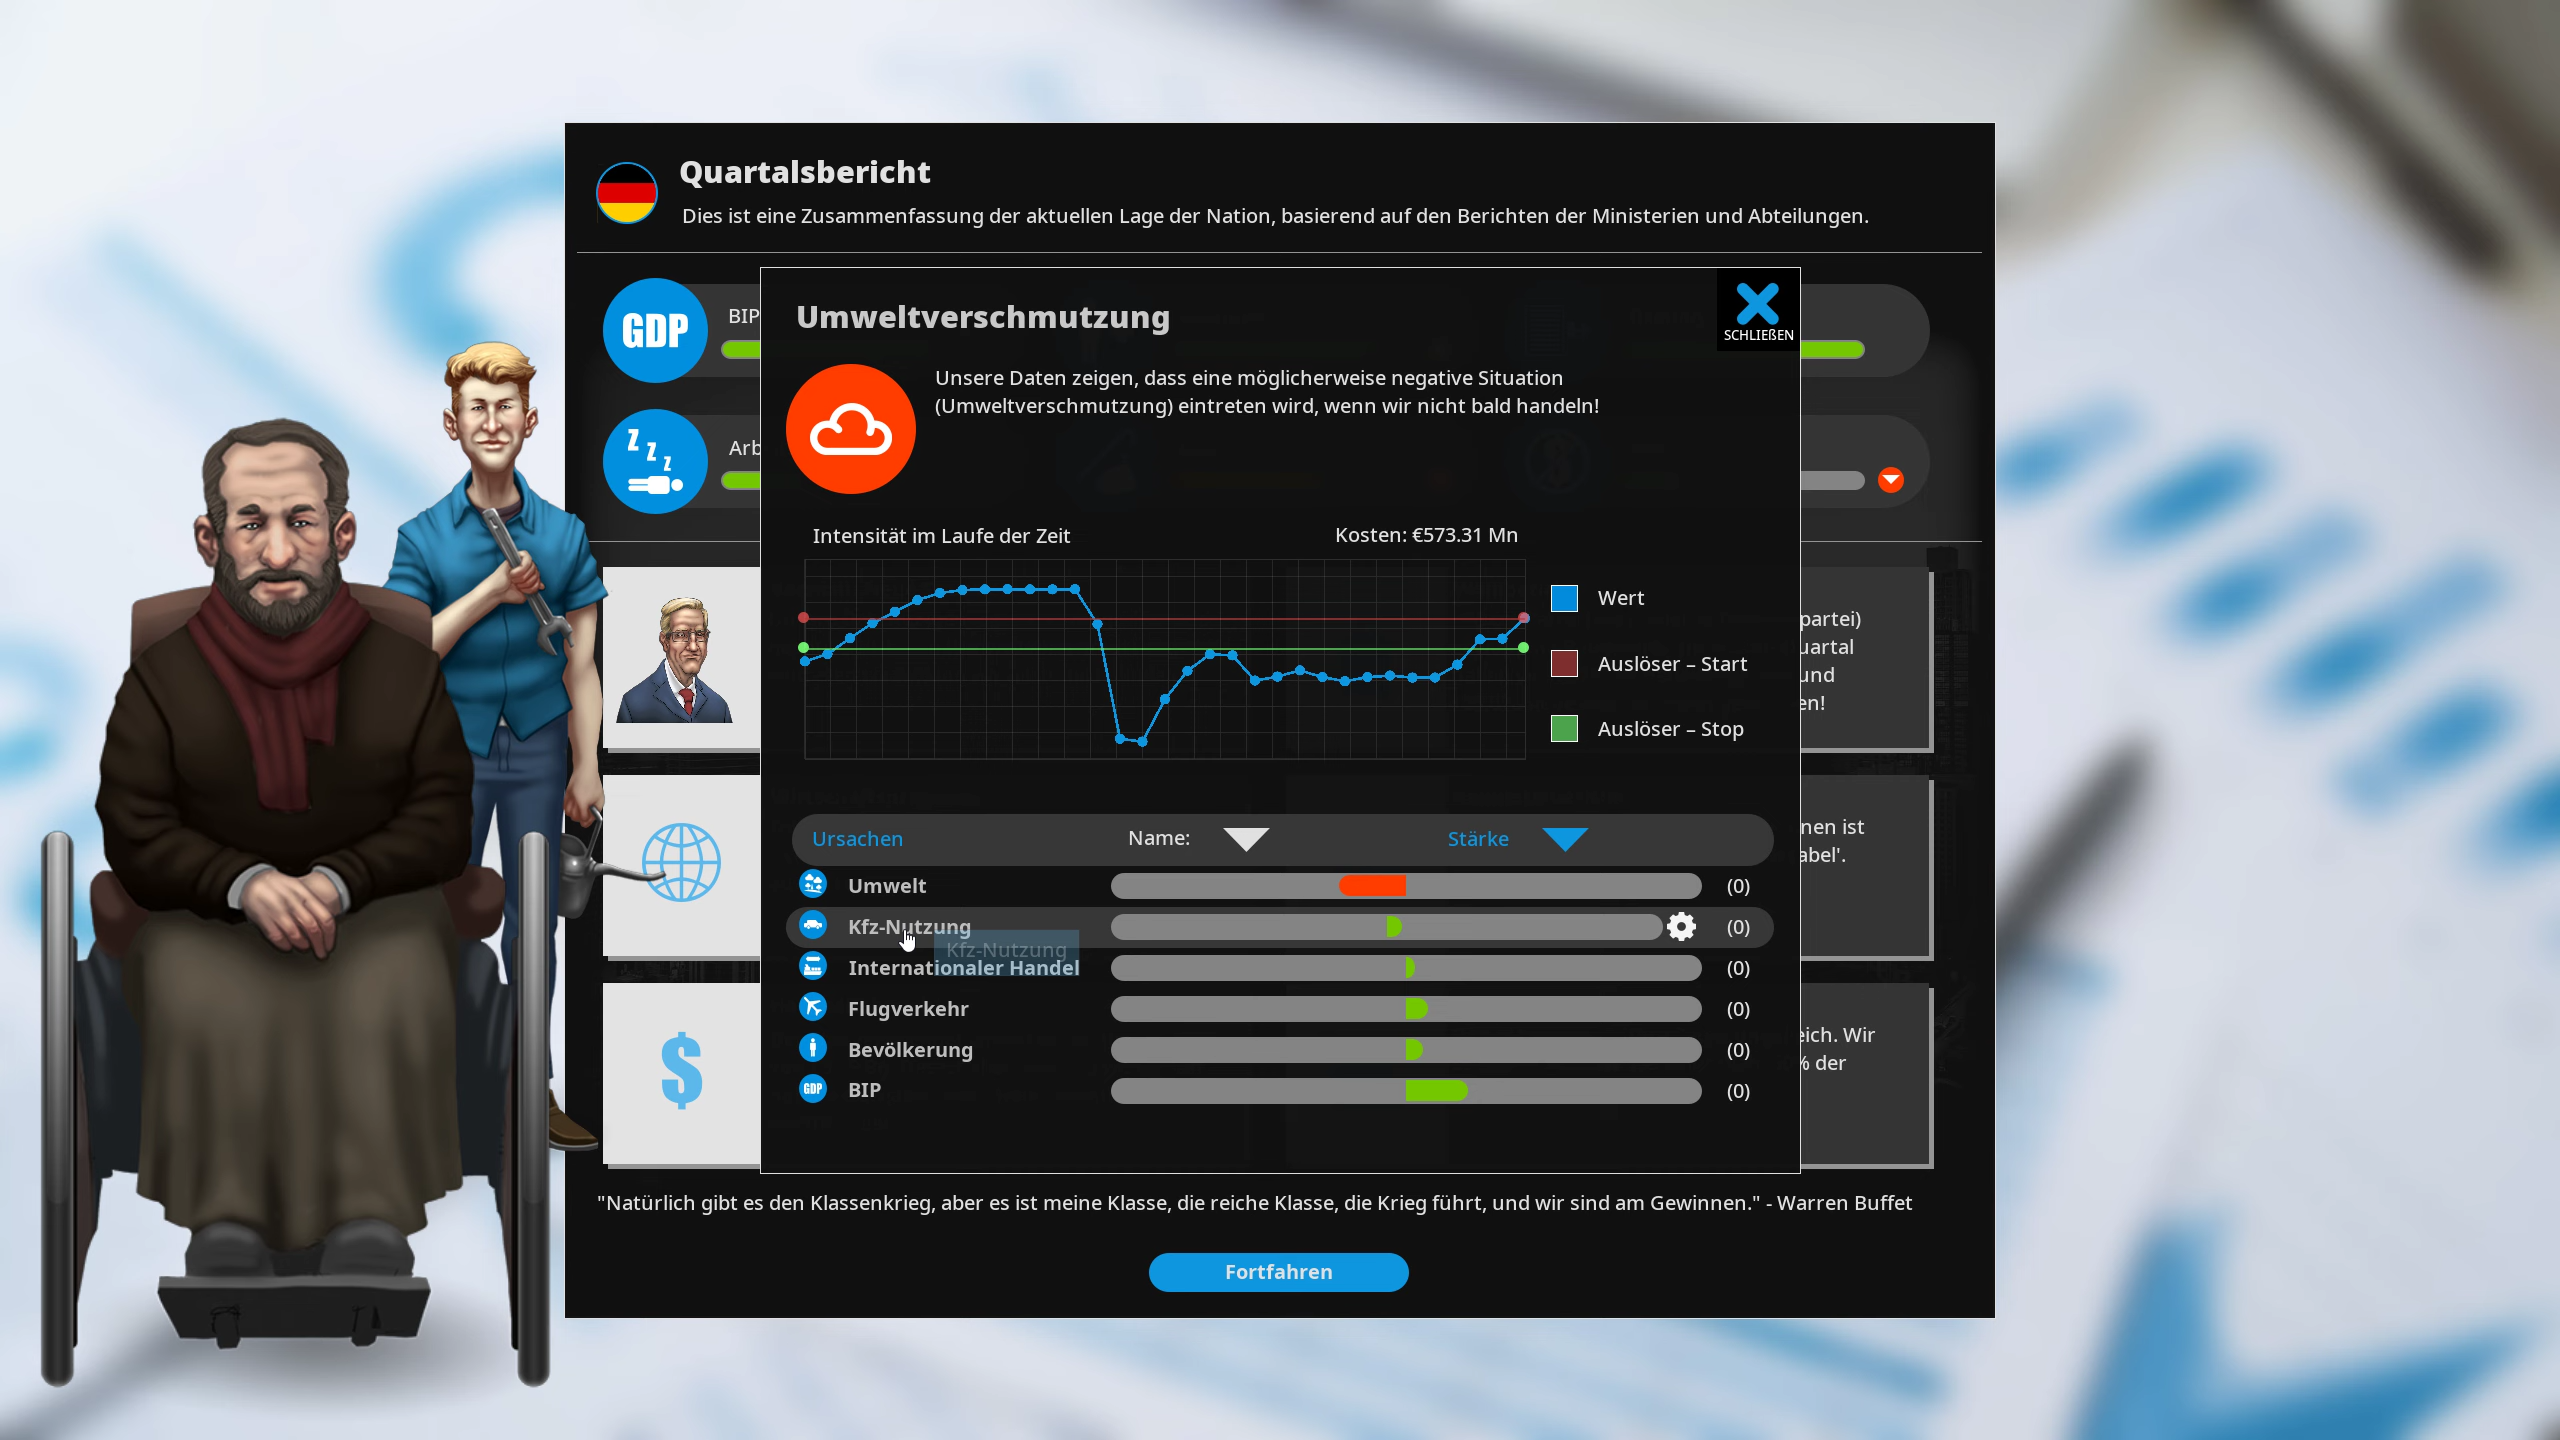 Quartalsbericht
Dies ist eine Zusammenfassung der aktuellen Lage der Nation, basierend auf den Berichten der Ministerien und Abteilungen.
GDP
BIP
Z Z Z
Arb
Umweltverschmutzung
SCHLIEßEN
Unsere Daten zeigen, dass eine möglicherweise negative Situation
(Umweltverschmutzung) eintreten wird, wenn wir nicht bald handeln!
Intensität im Laufe der Zeit
Kosten: €573.31 Mn
Wert
Auslöser – Start
Auslöser – Stop
partei)
uartal
und
en!
nen ist
abel'.
eich. Wir
% der
Ursachen Name: Stärke
Umwelt (0)
Kfz-Nutzung (0)
Kfz-Nutzung
Internationaler Handel (0)
Flugverkehr (0)
Bevölkerung (0)
GDP BIP (0)
$
"Natürlich gibt es den Klassenkrieg, aber es ist meine Klasse, die reiche Klasse, die Krieg führt, und wir sind am Gewinnen." - Warren Buffet
Fortfahren